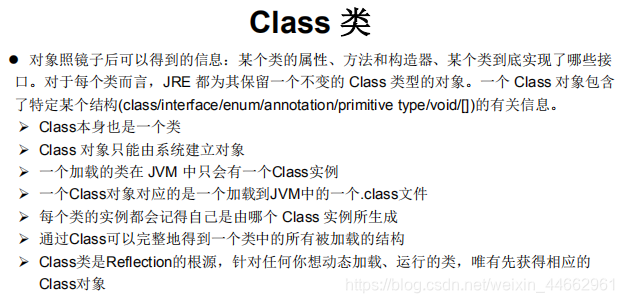 Class 类
● 对象照镜子后可以得到的信息：某个类的属性、方法和构造器、某个类到底实现了哪些接
口。对于每个类而言，JRE 都为其保留一个不变的 Class 类型的对象。一个 Class 对象包含
了特定某个结构(class/interface/enum/annotation/primitive type/void/[])的有关信息。
➢ Class本身也是一个类
➢ Class 对象只能由系统建立对象
➢ 一个加载的类在 JVM 中只会有一个Class实例
➢ 一个Class对象对应的是一个加载到JVM中的一个.class文件
➢ 每个类的实例都会记得自己是由哪个 Class 实例所生成
➢ 通过Class可以完整地得到一个类中的所有被加载的结构
➢ Class类是Reflection的根源，针对任何你想动态加载、运行的类，唯有先获得相应的
Class对象
https://blog.csdn.net/weixin_44662961